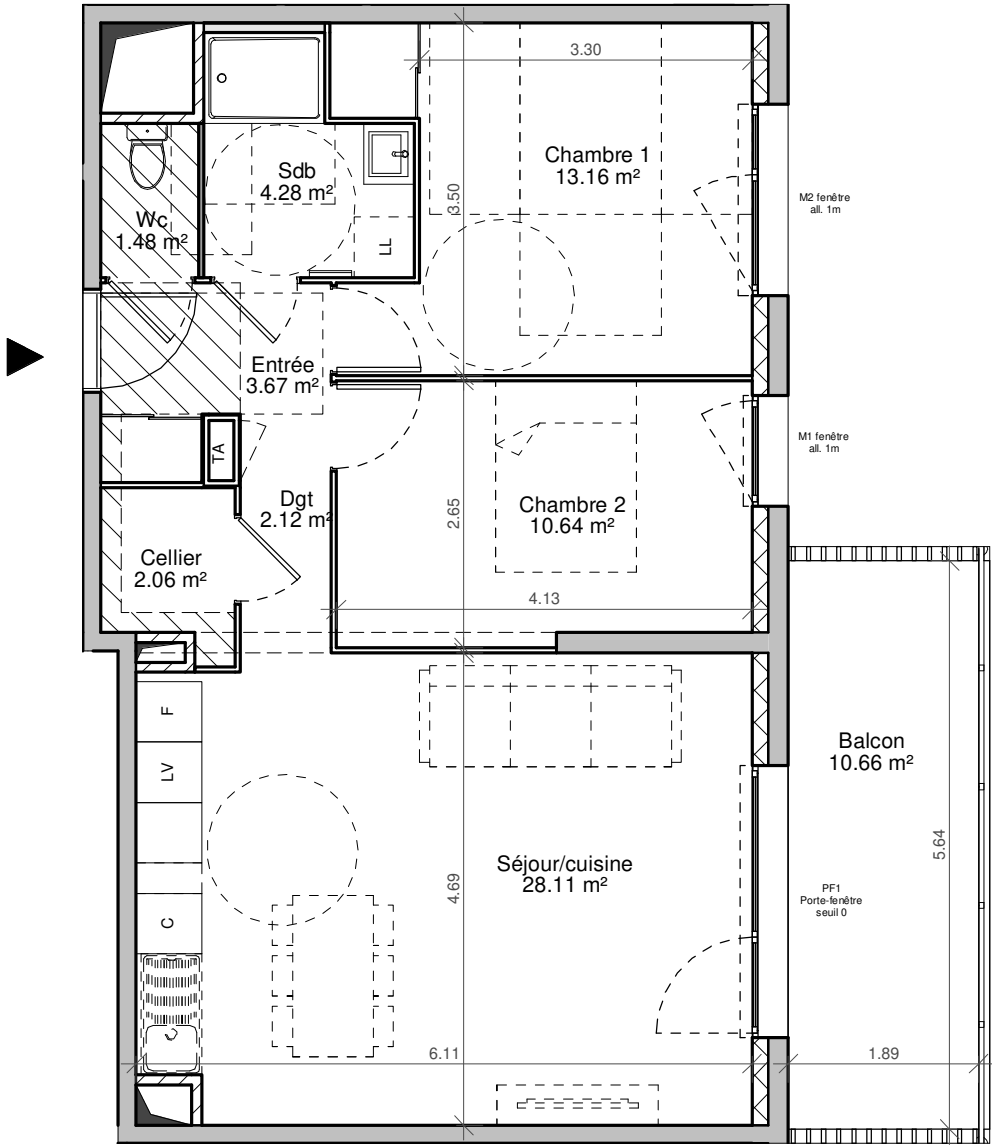 3.30
Chambre 1
13.16 m²
3.50
M2 fenêtre
all. 1m
Sdb
4.28 m²
Wc
1.48 m²
LL
Entrée
3.67 m²
TA
M1 fenêtre
all. 1m
Chambre 2
10.64 m²
2.65
Dgt
2.12 m²
Cellier
2.06 m²
4.13
F
LV
C
Balcon
10.66 m²
5.64
Séjour/cuisine
28.11 m²
4.69
PF1
Porte-fenêtre
seuil 0
6.11
1.89